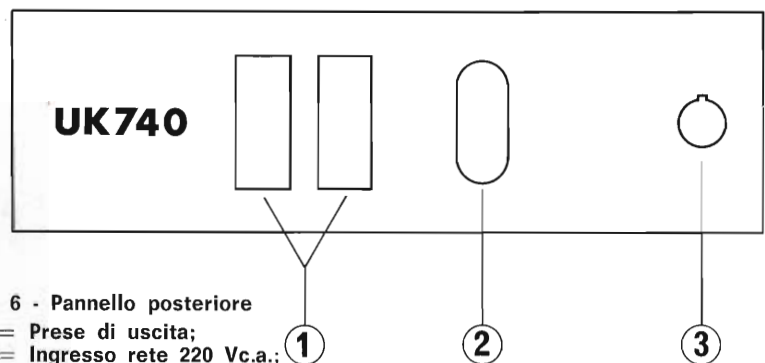 UK740
6 - Pannello posteriore
= Prese di uscita;
= Ingresso rete 220 Vc.a.;
1
2
3